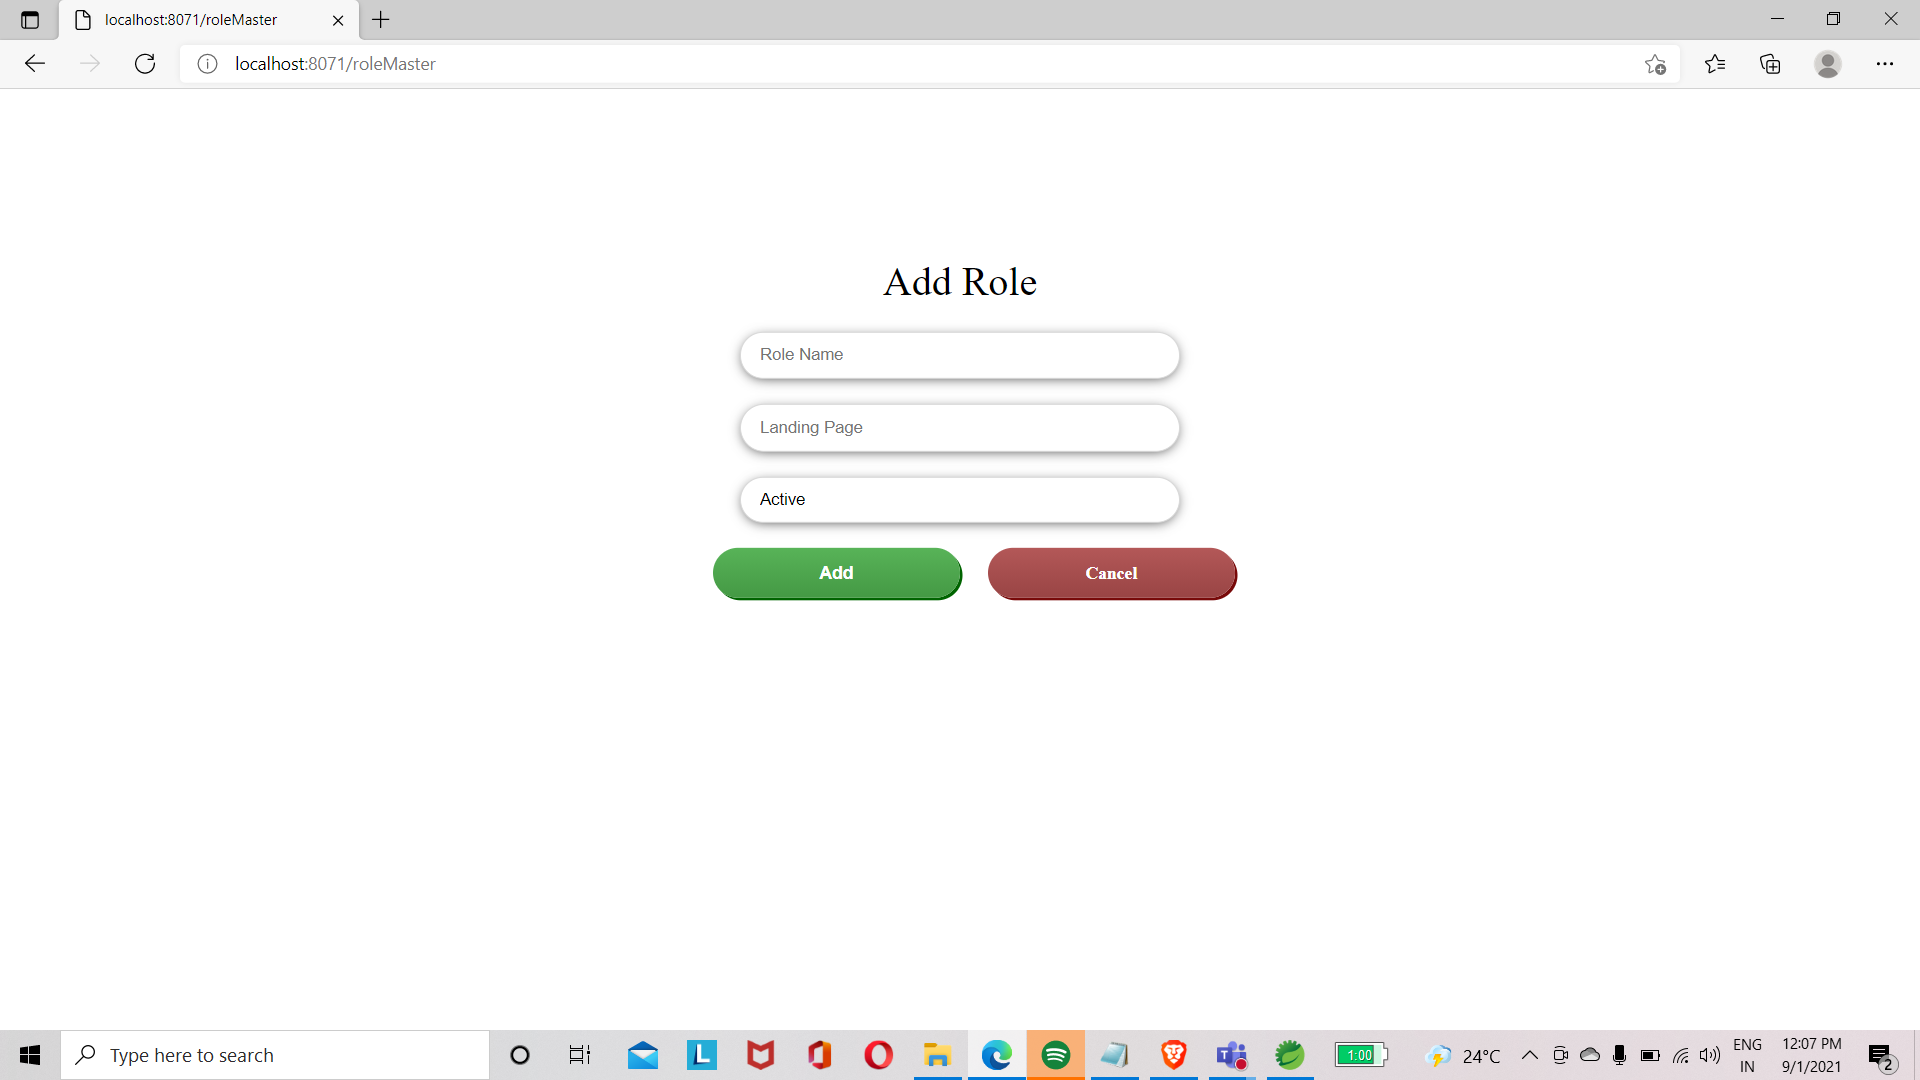 localhost:8071/roleMaster
localhost:8071/roleMaster
Add Role
Role Name
Landing Page
Active
Add Cancel
Type here to search
L
T
1:00
24°C
ENG
IN
12:07 PM
9/1/2021
2